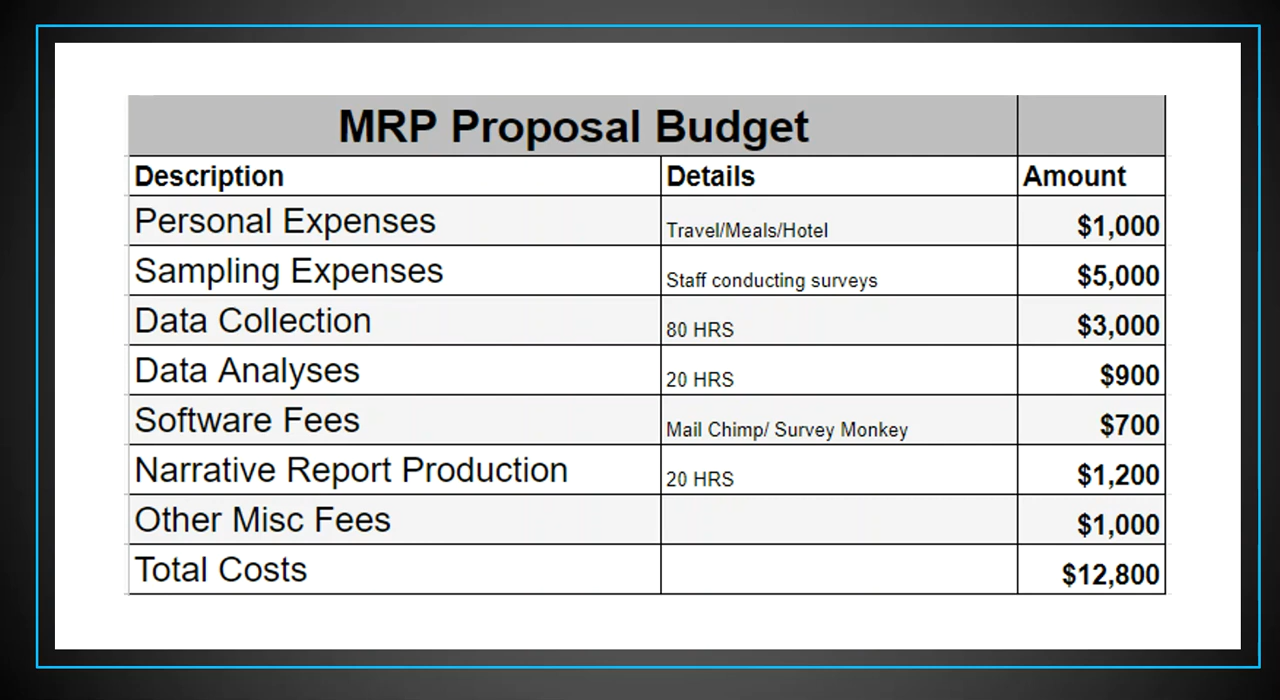 MRP Proposal Budget
Description Details Amount
Personal Expenses Travel/Meals/Hotel $1,000
Sampling Expenses Staff conducting surveys $5,000
Data Collection 80 HRS $3,000
Data Analyses 20 HRS $900
Software Fees Mail Chimp/ Survey Monkey $700
Narrative Report Production 20 HRS $1,200
Other Misc Fees $1,000
Total Costs $12,800